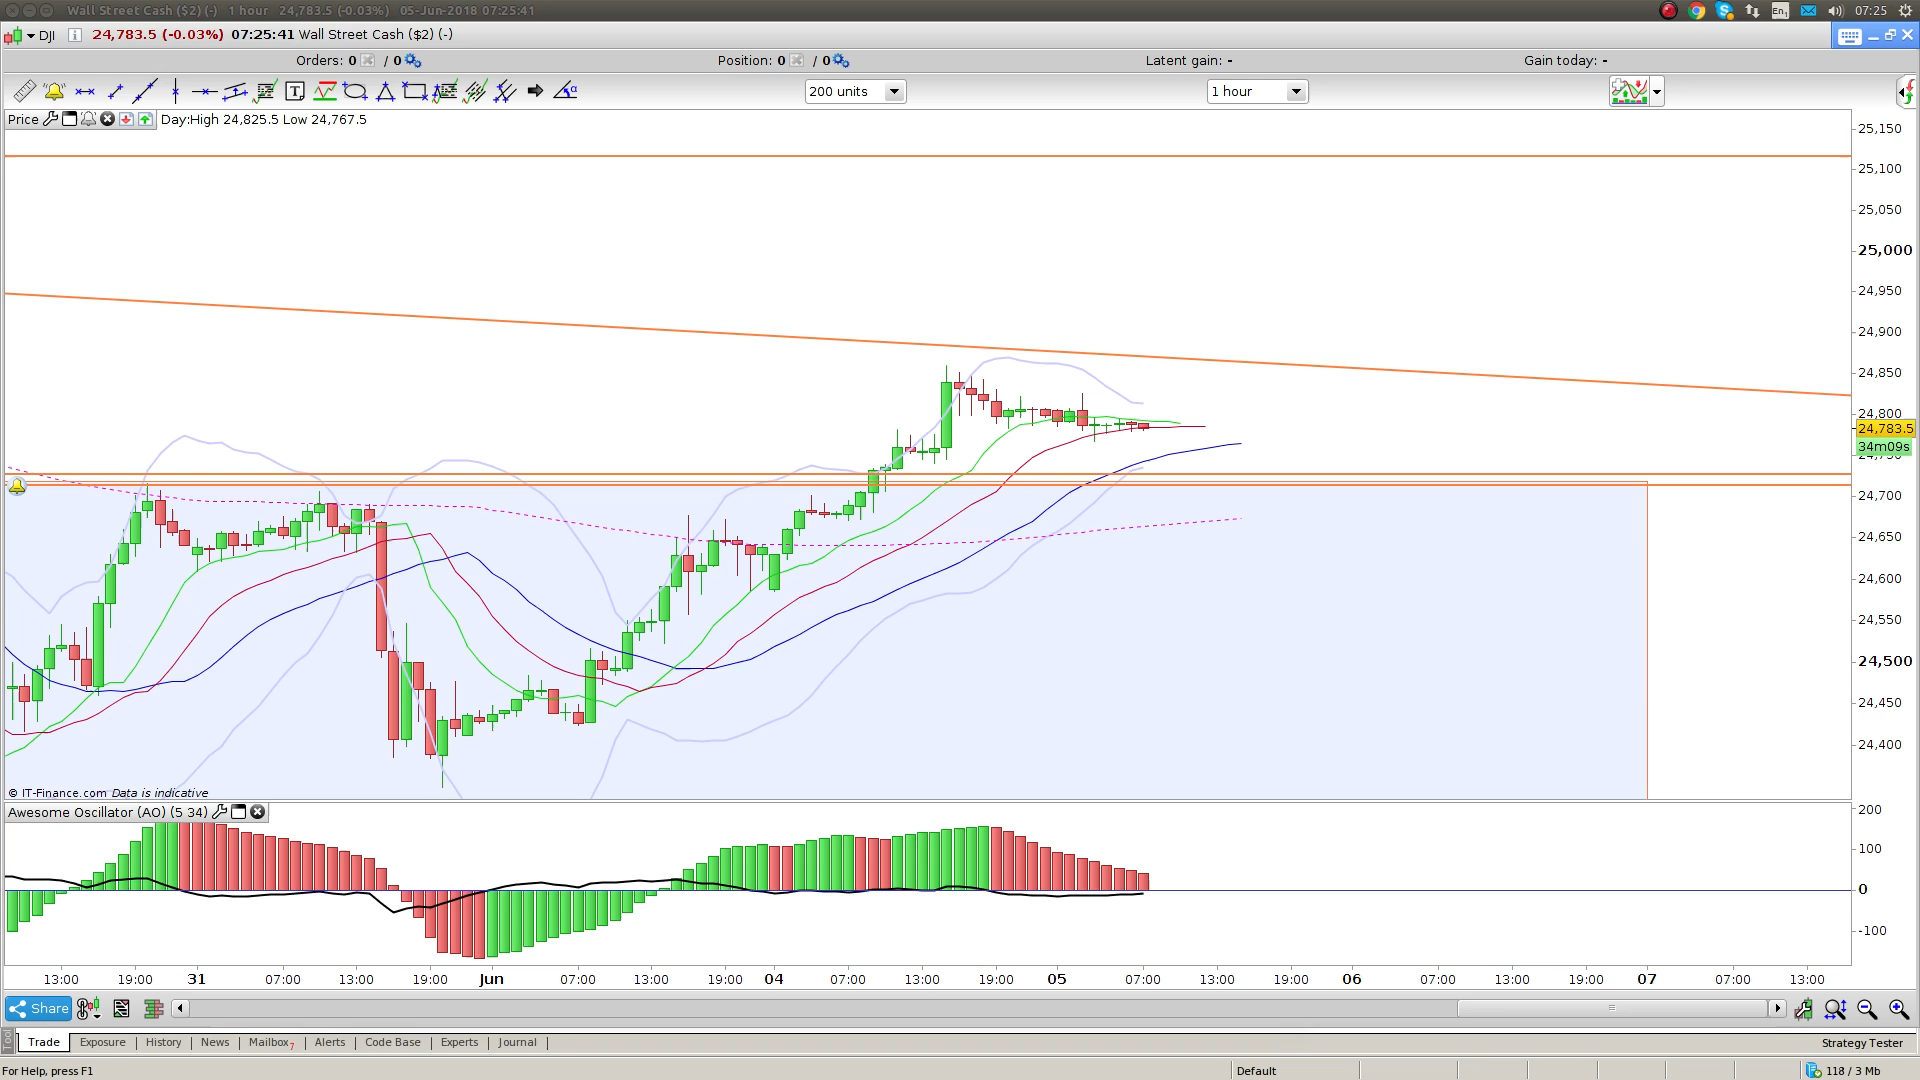 Wall Street Cash ($2) (-)   1 hour   24,783.5 (-0.03%)   05-Jun-2018 07:25:41
En1 07:25
DJI 24,783.5 (-0.03%) 07:25:41 Wall Street Cash ($2) (-)
Orders: 0 / 0 Position: 0 / 0 Latent gain: - Gain today: -
T α 200 units 1 hour
Price Day:High 24,825.5 Low 24,767.5
25,150
25,100
25,050
25,000
24,950
24,900
24,850
24,800
24,783.5
34m09s
24,750
24,700
24,650
24,600
24,550
24,500
24,450
24,400
© IT-Finance.com Data is indicative
Awesome Oscillator (AO) (5 34)
200
100
0
-100
13:00 19:00 31 07:00 13:00 19:00 Jun 07:00 13:00 19:00 04 07:00 13:00 19:00 05 07:00 13:00 19:00 06 07:00 13:00 19:00 07 07:00 13:00
Share
Tool
Trade Exposure History News Mailbox7 Alerts Code Base Experts Journal Strategy Tester
For Help, press F1 Default 118 / 3 Mb